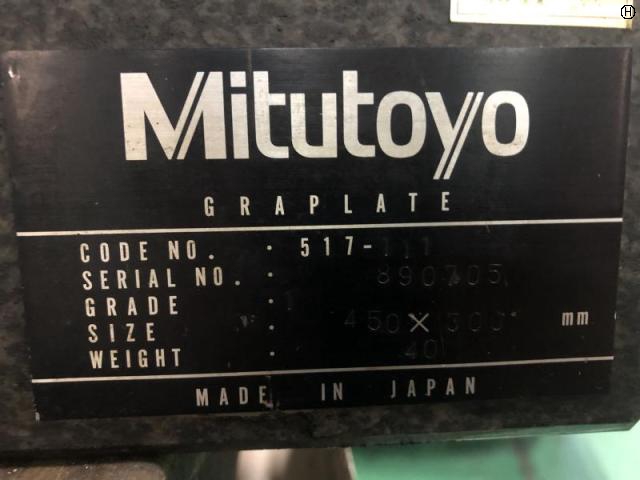 H
Mitutoyo
GRAPLATE
CODE NO. · 517-111
SERIAL NO. · 890705
GRADE · 1
SIZE · 450 × 300 mm
WEIGHT · 40
MADE IN JAPAN